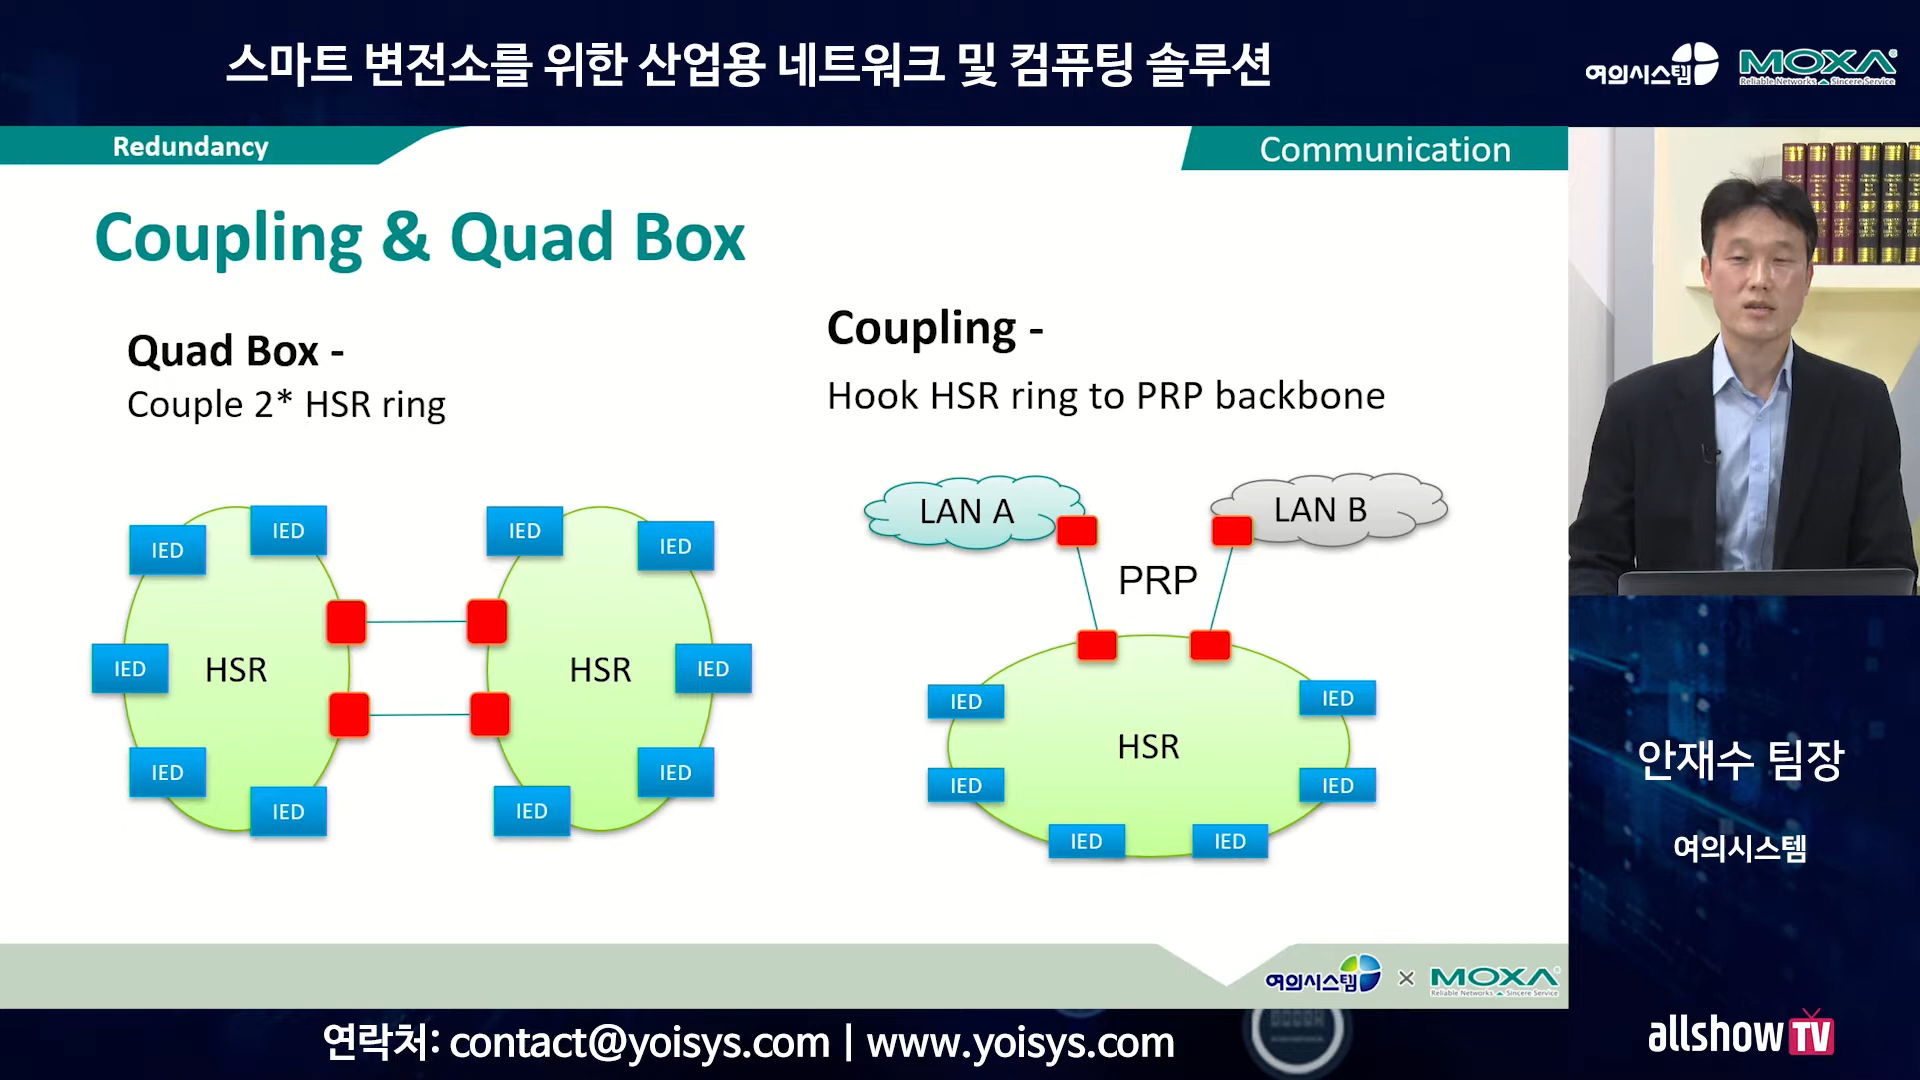 스마트 변전소를 위한 산업용 네트워크 및 컴퓨팅 솔루션
여의시스템
MOXA
Reliable Networks ▲ Sincere Service
Redundancy
Communication
Coupling & Quad Box
Quad Box -
Couple 2* HSR ring
Coupling -
Hook HSR ring to PRP backbone
IED
IED
IED
HSR
IED
IED
IED
IED
HSR
IED
IED
IED
LAN A
LAN B
PRP
IED
IED
HSR
IED
IED
IED
IED
안재수 팀장
여의시스템
여의시스템 × MOXA
Reliable Networks ▲ Sincere Service
연락처: contact@yoisys.com | www.yoisys.com
allshowTV